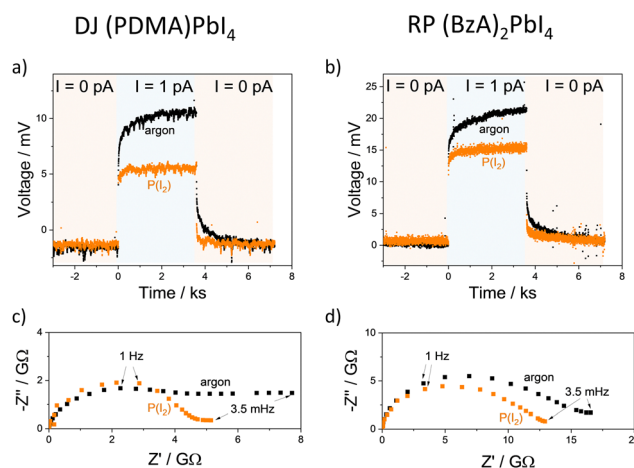 DJ (PDMA)PbI₄
RP (BzA)₂PbI₄
a)
I = 0 pA
I = 1 pA
I = 0 pA
10
5
0
Voltage / mV
argon
P(I₂)
-2
0
2
4
6
8
Time / ks
b)
I = 0 pA
I = 1 pA
I = 0 pA
25
20
15
10
5
0
Voltage / mV
argon
P(I₂)
-2
0
2
4
6
8
Time / ks
c)
4
2
0
-Z'' / GΩ
1 Hz
argon
3.5 mHz
P(I₂)
0
2
4
6
8
Z' / GΩ
d)
10
5
0
-Z'' / GΩ
1 Hz
argon
3.5 mHz
P(I₂)
0
5
10
15
Z' / GΩ